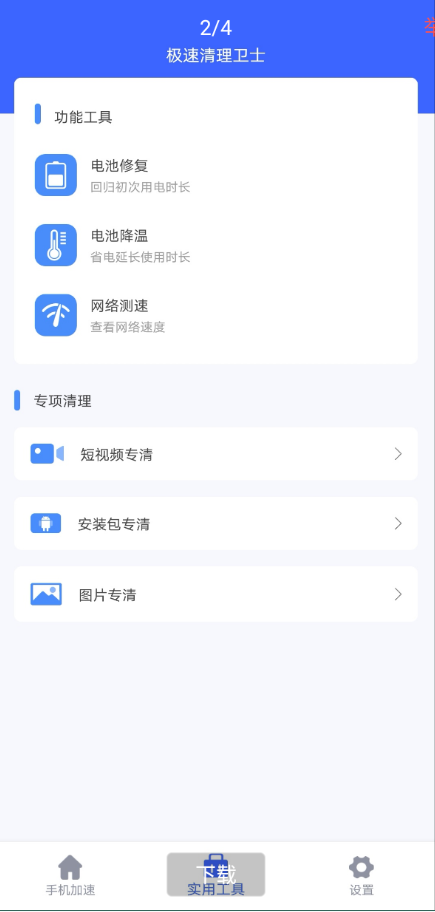 2/4
极速清理卫士
功能工具
电池修复
回归初次用电时长
电池降温
省电延长使用时长
网络测速
查看网络速度
专项清理
短视频专清
安装包专清
图片专清
手机加速
下载
实用工具
设置